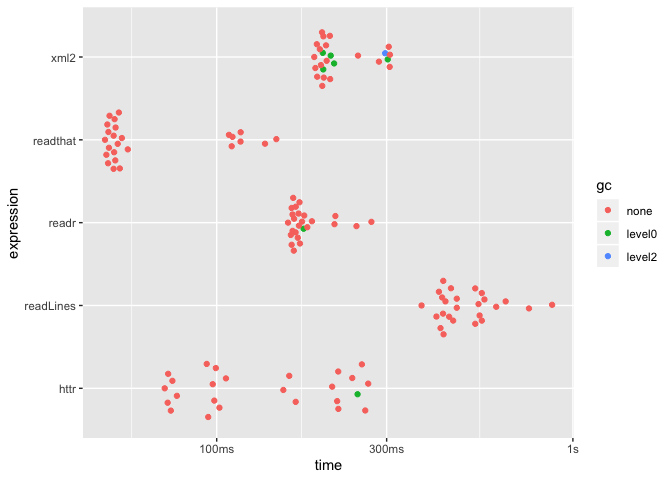 expression
xml2
readthat
readr
readLines
httr
100ms
300ms
1s
time
gc
none
level0
level2